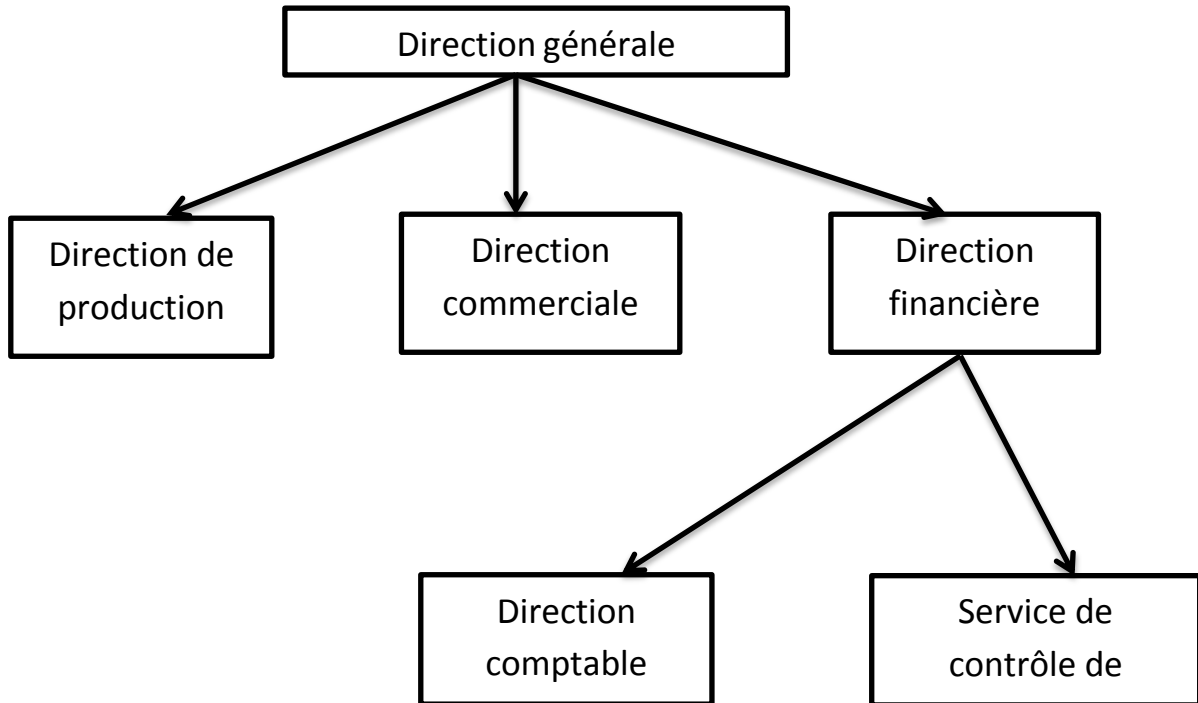 Direction générale
Direction de
production
Direction
commerciale
Direction
financière
Direction
comptable
Service de
contrôle de